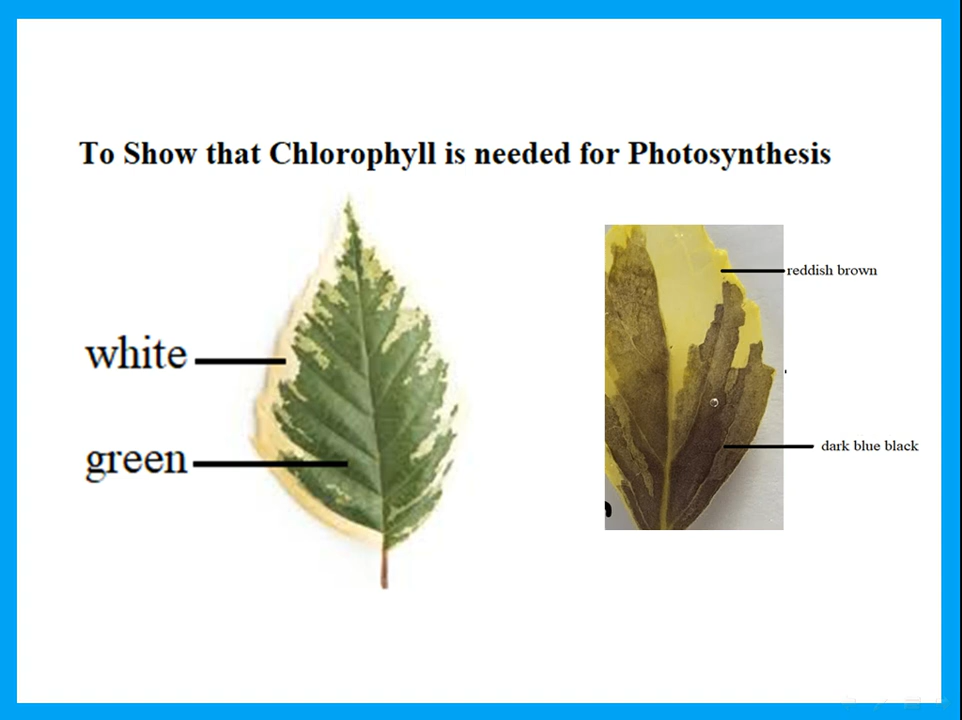 To Show that Chlorophyll is needed for Photosynthesis
reddish brown
white
dark blue black
green